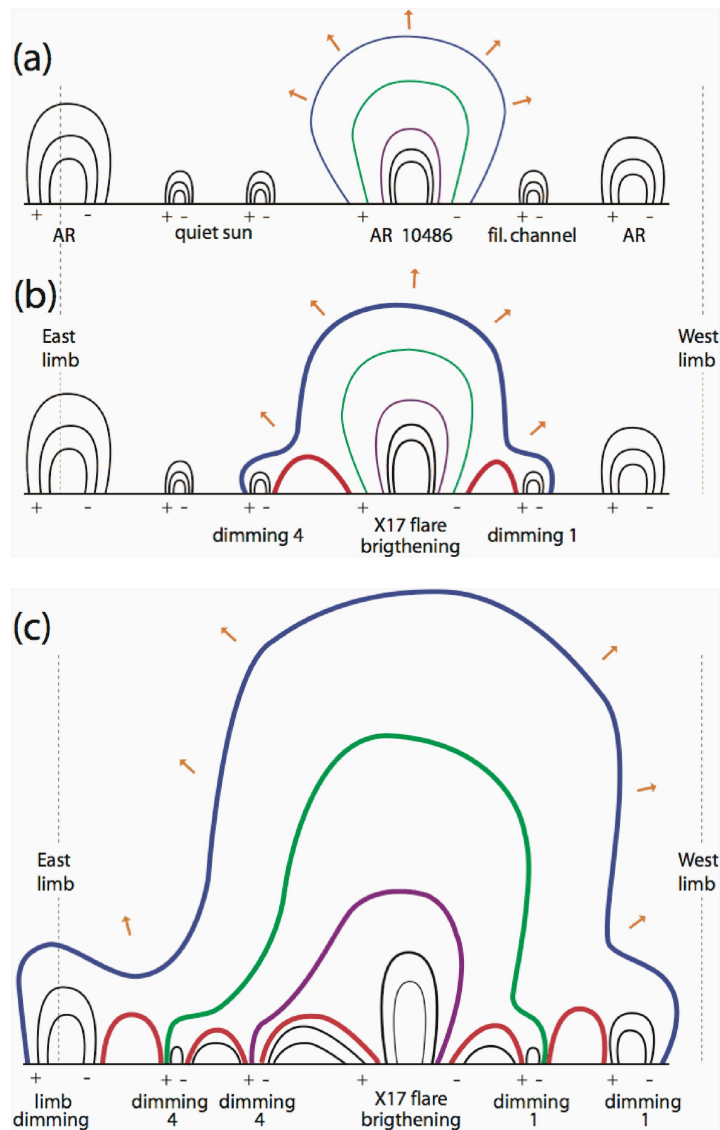 (a)
+ - + - + - + - + - + -
AR quiet sun AR 10486 fil. channel AR
(b)
East
limb
West
limb
+ - + - + - + - + - + -
dimming 4 X17 flare
brigthening dimming 1
(c)
East
limb
West
limb
+ - + - + - + - + - + -
limb
dimming
dimming
4
dimming
4
X17 flare
brigthening
dimming
1
dimming
1